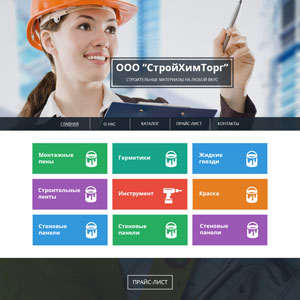 ООО “СтройХимТорг”
СТРОИТЕЛЬНЫЕ МАТЕРИАЛЫ НА ЛЮБОЙ ВКУС
ГЛАВНАЯ О НАС КАТАЛОГ ПРАЙС-ЛИСТ КОНТАКТЫ
Монтажные пены
Герметики
Жидкие гвозди
Строительные ленты
Инструмент
Краска
Стеновые панели
Стеновые панели
Стеновые панели
ПРАЙС-ЛИСТ